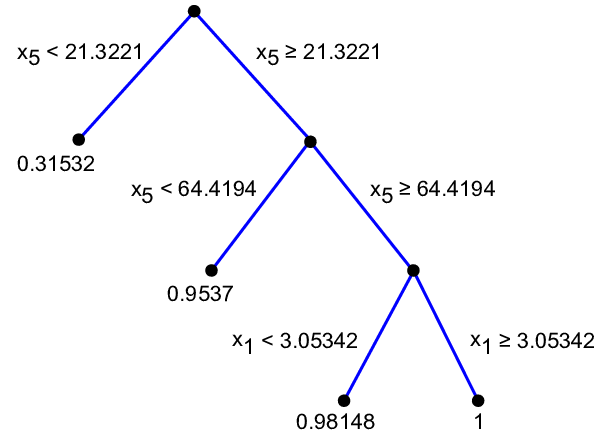 x5 < 21.3221 x5 ≥ 21.3221
0.31532
x5 < 64.4194 x5 ≥ 64.4194
0.9537
x1 < 3.05342 x1 ≥ 3.05342
0.98148 1